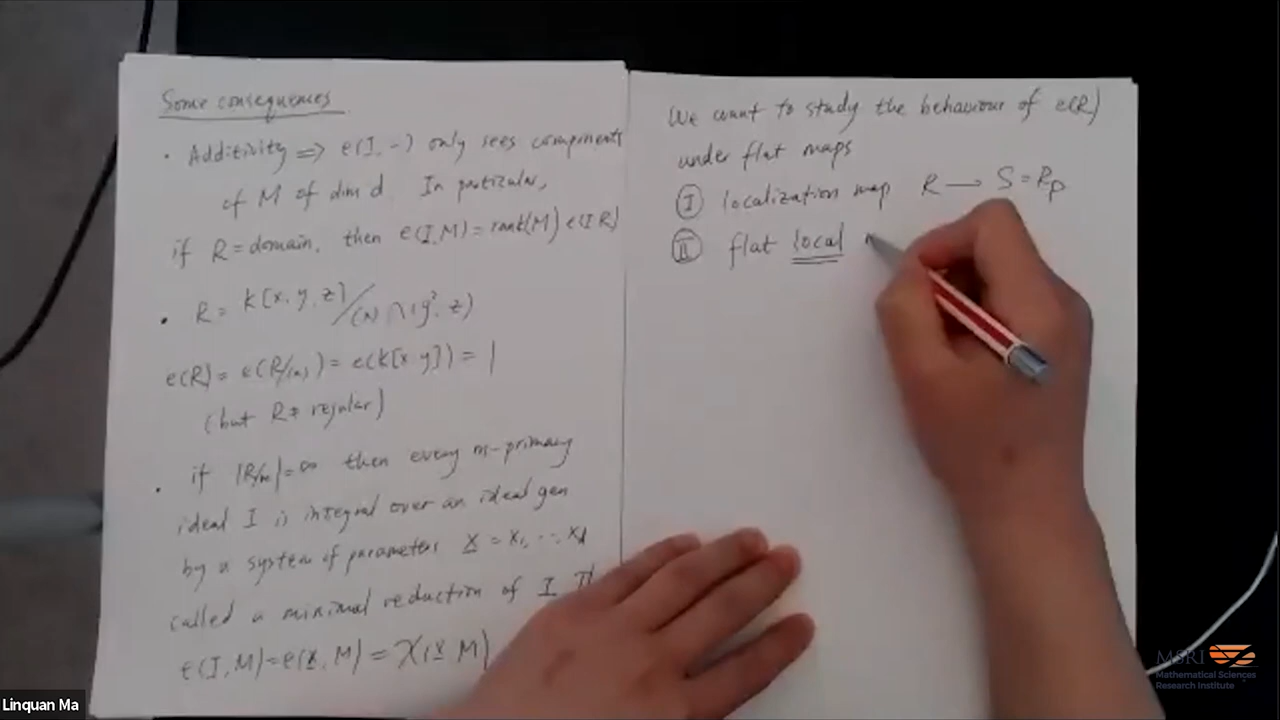 Some consequences
· Additivity ⇒ e(I, -) only sees components
of M of dim d. In particular,
if R = domain, then e(I, M) = rank(M) e(I, R)
· R = k[x, y, z]/(x) ∩ (y², z)
e(R) = e(R/(x)) = e(k[x, y]) = 1
(but R ≠ regular)
· if |R/m| = ∞ then every m-primary
ideal I is integral over an ideal gen
by a system of parameters x = x₁, ..., xd
called a minimal reduction of I
e(I, M) = e(x, M) = χ(x, M)
We want to study the behaviour of e(R)
under flat maps
Ⓘ localization map R → S = Rp
Ⓘ︎Ⓘ flat local
Linquan Ma
MSRI
Mathematical Sciences
Research Institute